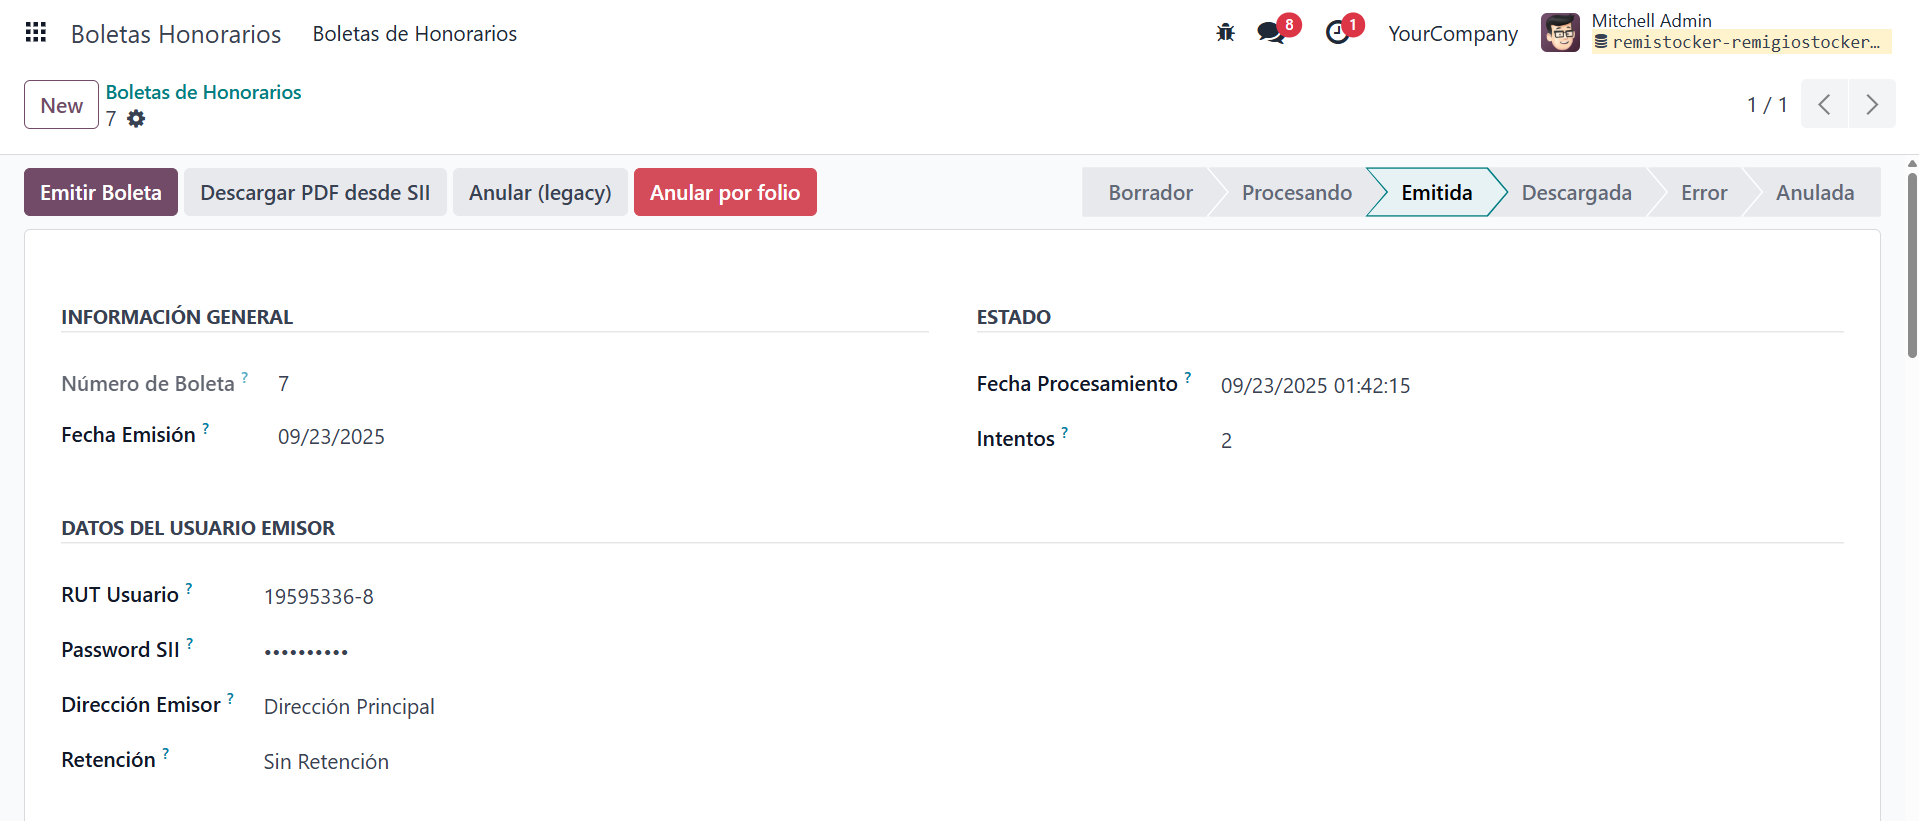 Boletas Honorarios
Boletas de Honorarios
8
1
YourCompany
Mitchell Admin
remistocker-remigiostocker…
New
Boletas de Honorarios
7
1 / 1
Emitir Boleta
Descargar PDF desde SII
Anular (legacy)
Anular por folio
Borrador
Procesando
Emitida
Descargada
Error
Anulada
INFORMACIÓN GENERAL
Número de Boleta ?
7
Fecha Emisión ?
09/23/2025
ESTADO
Fecha Procesamiento ?
09/23/2025 01:42:15
Intentos ?
2
DATOS DEL USUARIO EMISOR
RUT Usuario ?
19595336-8
Password SII ?
••••••••••
Dirección Emisor ?
Dirección Principal
Retención ?
Sin Retención